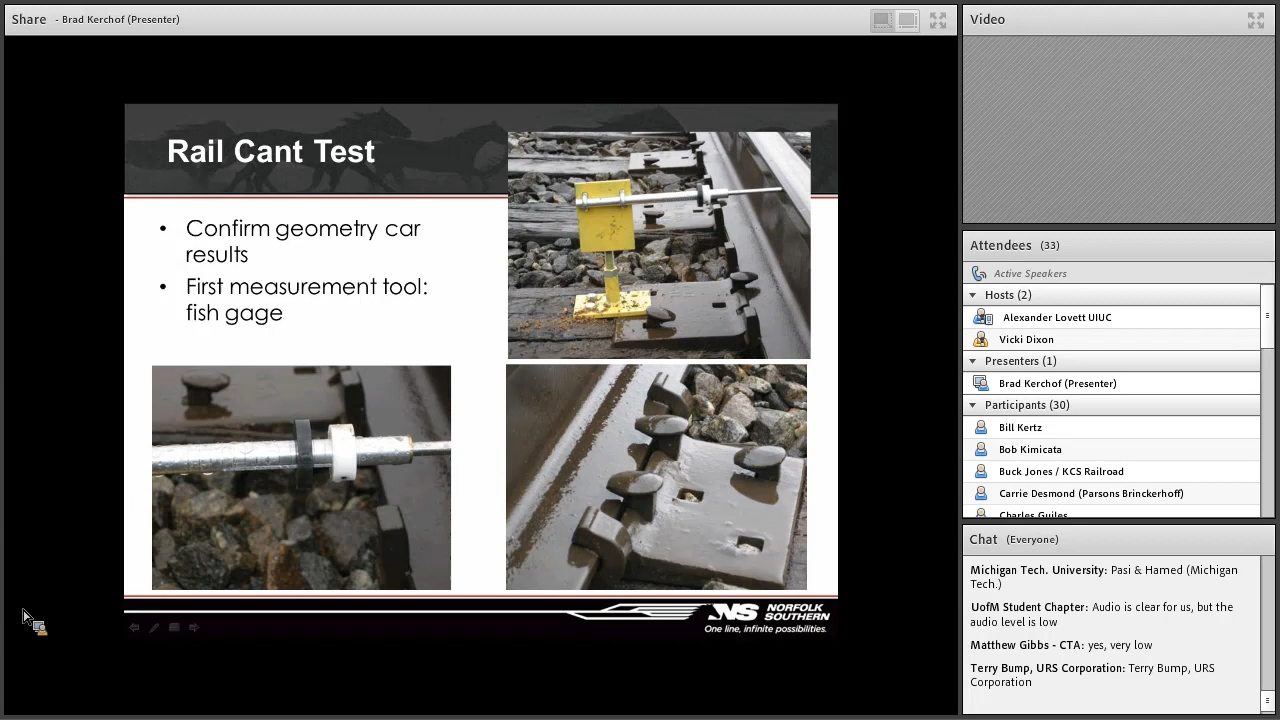 Share - Brad Kerchof (Presenter)
Rail Cant Test
• Confirm geometry car
results
• First measurement tool:
fish gage
NS NORFOLK
SOUTHERN
One line, infinite possibilities.
Video
Attendees (33)
Active Speakers
Hosts (2)
Alexander Lovett UIUC
Vicki Dixon
Presenters (1)
Brad Kerchof (Presenter)
Participants (30)
Bill Kertz
Bob Kimicata
Buck Jones / KCS Railroad
Carrie Desmond (Parsons Brinckerhoff)
Charles Guiles
Chat (Everyone)
Michigan Tech. University: Pasi & Hamed (Michigan
Tech.)
UofM Student Chapter: Audio is clear for us, but the
audio level is low
Matthew Gibbs - CTA: yes, very low
Terry Bump, URS Corporation: Terry Bump, URS
Corporation